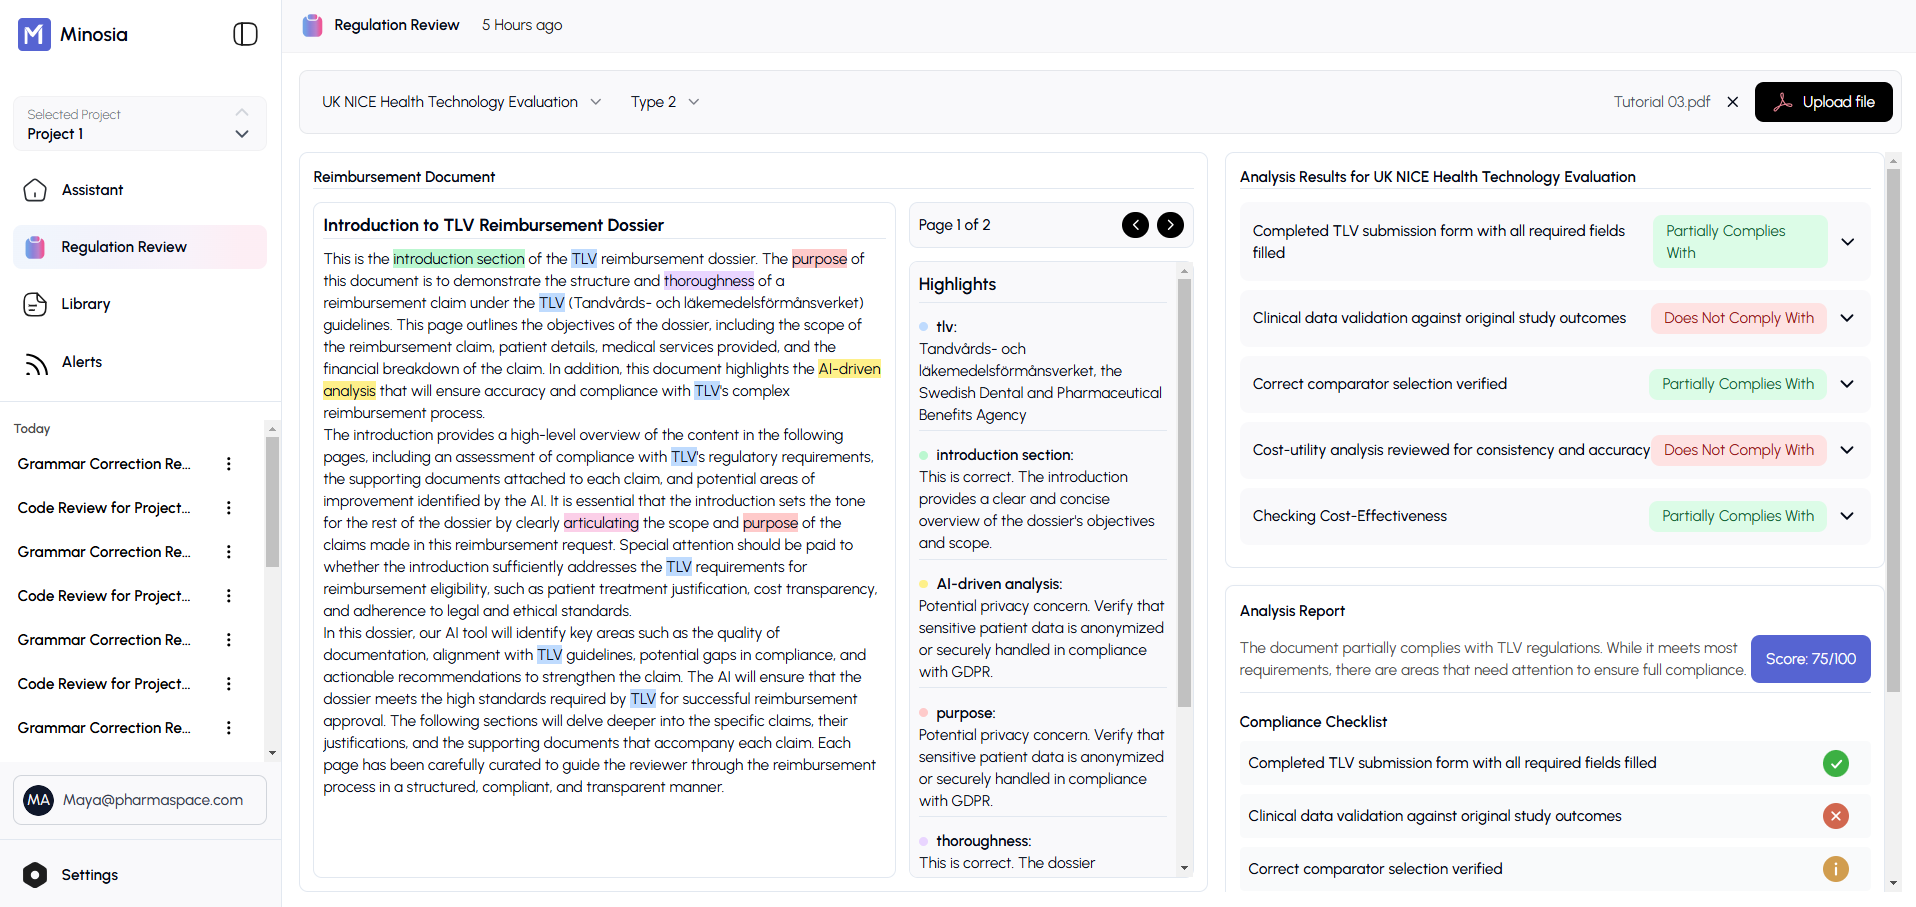 Minosia
Selected Project
Project 1
Assistant
Regulation Review
Library
Alerts
Today
Grammar Correction Re...
Code Review for Project...
Grammar Correction Re...
Code Review for Project...
Grammar Correction Re...
Code Review for Project...
Grammar Correction Re...
MA Maya@pharmaspace.com
Settings
Regulation Review 5 Hours ago
UK NICE Health Technology Evaluation Type 2
Tutorial 03.pdf Upload file
Reimbursement Document
Introduction to TLV Reimbursement Dossier
This is the introduction section of the TLV reimbursement dossier. The purpose of
this document is to demonstrate the structure and thoroughness of a
reimbursement claim under the TLV (Tandvårds- och läkemedelsförmånsverket)
guidelines. This page outlines the objectives of the dossier, including the scope of
the reimbursement claim, patient details, medical services provided, and the
financial breakdown of the claim. In addition, this document highlights the AI-driven
analysis that will ensure accuracy and compliance with TLV's complex
reimbursement process.
The introduction provides a high-level overview of the content in the following
pages, including an assessment of compliance with TLV's regulatory requirements,
the supporting documents attached to each claim, and potential areas of
improvement identified by the AI. It is essential that the introduction sets the tone
for the rest of the dossier by clearly articulating the scope and purpose of the
claims made in this reimbursement request. Special attention should be paid to
whether the introduction sufficiently addresses the TLV requirements for
reimbursement eligibility, such as patient treatment justification, cost transparency,
and adherence to legal and ethical standards.
In this dossier, our AI tool will identify key areas such as the quality of
documentation, alignment with TLV guidelines, potential gaps in compliance, and
actionable recommendations to strengthen the claim. The AI will ensure that the
dossier meets the high standards required by TLV for successful reimbursement
approval. The following sections will delve deeper into the specific claims, their
justifications, and the supporting documents that accompany each claim. Each
page has been carefully curated to guide the reviewer through the reimbursement
process in a structured, compliant, and transparent manner.
Page 1 of 2
Highlights
tlv:
Tandvårds- och
läkemedelsförmånsverket, the
Swedish Dental and Pharmaceutical
Benefits Agency
introduction section:
This is correct. The introduction
provides a clear and concise
overview of the dossier's objectives
and scope.
AI-driven analysis:
Potential privacy concern. Verify that
sensitive patient data is anonymized
or securely handled in compliance
with GDPR.
purpose:
Potential privacy concern. Verify that
sensitive patient data is anonymized
or securely handled in compliance
with GDPR.
thoroughness:
This is correct. The dossier
Analysis Results for UK NICE Health Technology Evaluation
Completed TLV submission form with all required fields
filled
Partially Complies
With
Clinical data validation against original study outcomes Does Not Comply With
Correct comparator selection verified Partially Complies With
Cost-utility analysis reviewed for consistency and accuracy Does Not Comply With
Checking Cost-Effectiveness Partially Complies With
Analysis Report
The document partially complies with TLV regulations. While it meets most
requirements, there are areas that need attention to ensure full compliance.
Score: 75/100
Compliance Checklist
Completed TLV submission form with all required fields filled
Clinical data validation against original study outcomes
Correct comparator selection verified